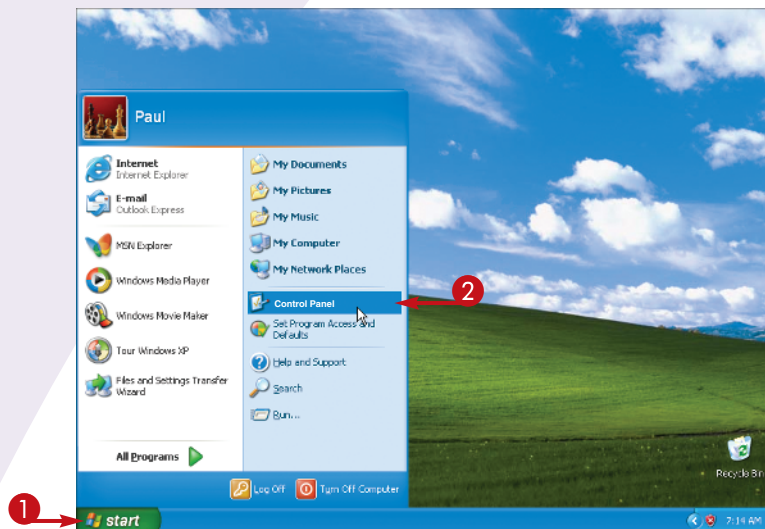 Paul
Internet
Internet Explorer
E-mail
Outlook Express
MSN Explorer
Windows Media Player
Windows Movie Maker
Tour Windows XP
Files and Settings Transfer
Wizard
All Programs
My Documents
My Pictures
My Music
My Computer
My Network Places
Control Panel
2
Set Program Access and
Defaults
Help and Support
Search
Run...
Recycle Bin
Log Off
Turn Off Computer
1
start
7:14 AM